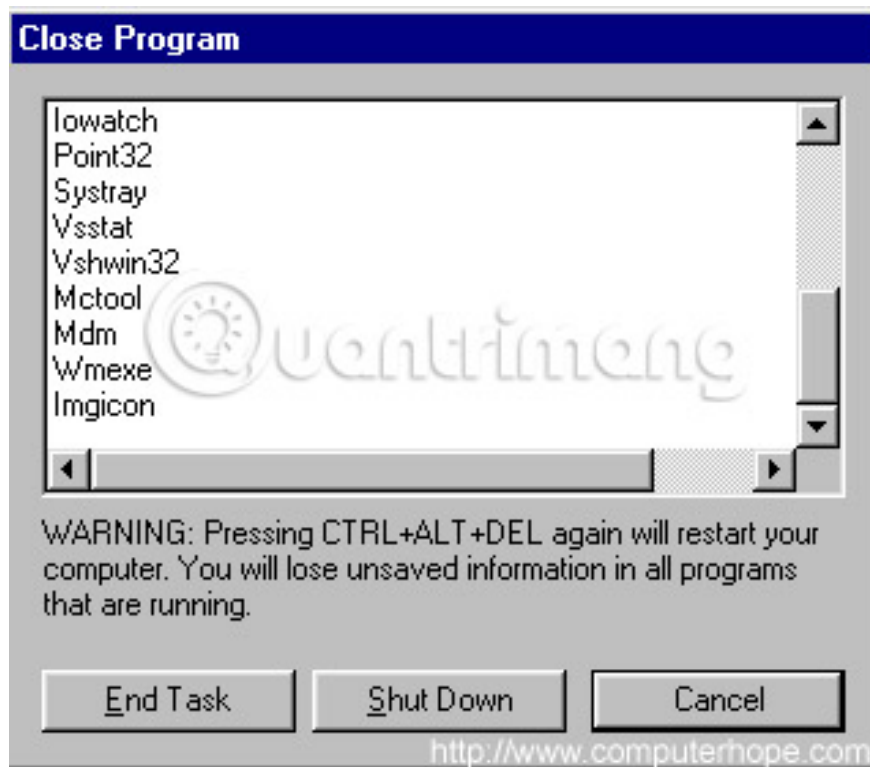 Close Program
Iowatch
Point32
Systray
Vsstat
Vshwin32
Mctool
Mdm
Wmexe
Imgicon
Quantrimang
WARNING: Pressing CTRL+ALT+DEL again will restart your
computer. You will lose unsaved information in all programs
that are running.
End Task
Shut Down
Cancel
http://www.computerhope.com